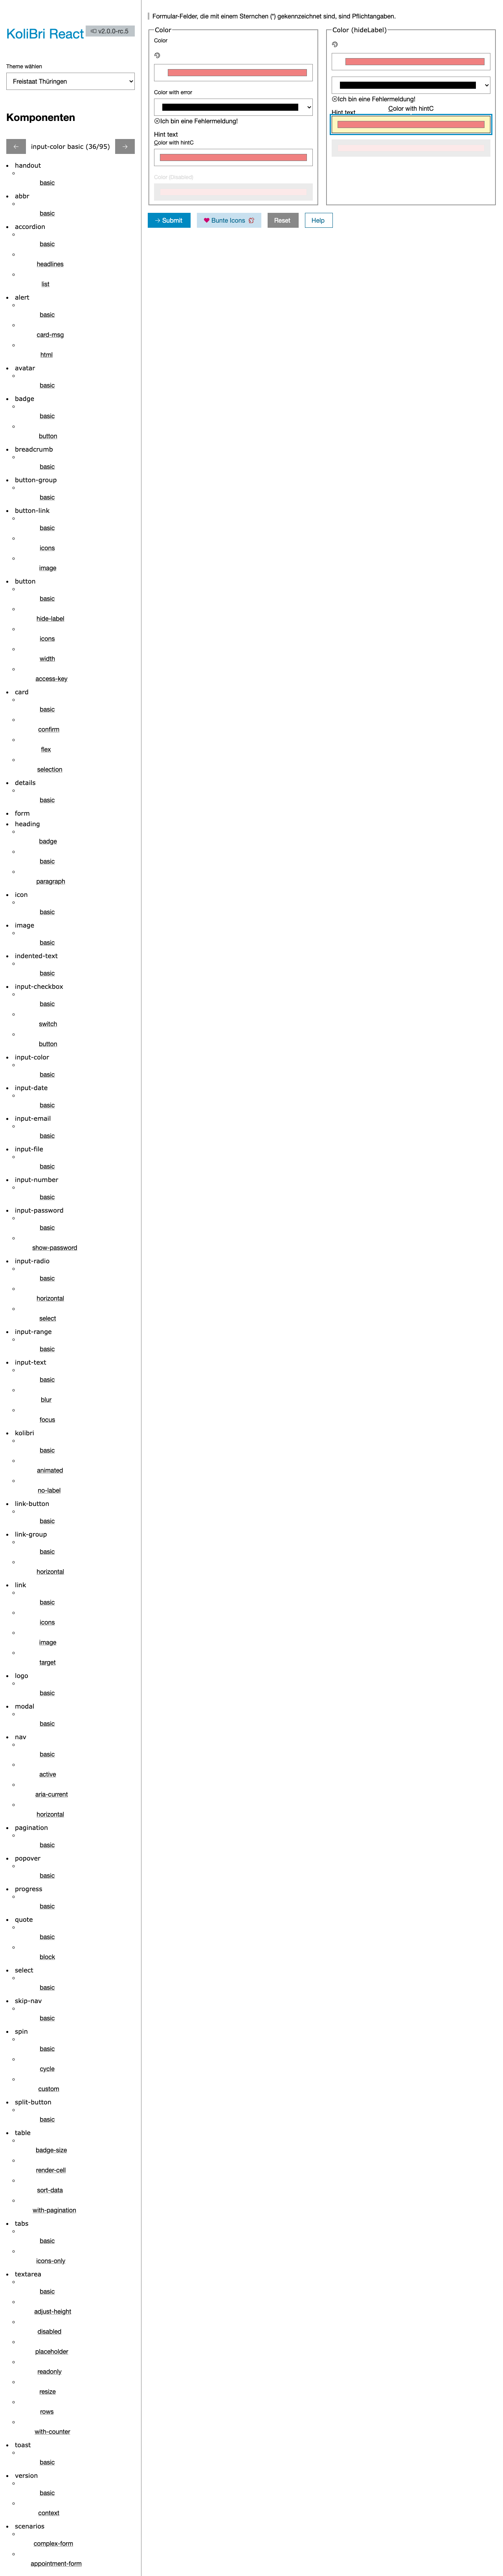 KoliBri React
v2.0.0-rc.5
Theme wählen
Freistaat Thüringen
Komponenten
← input-color basic (36/95) →
handout
basic
abbr
basic
accordion
basic
headlines
list
alert
basic
card-msg
html
avatar
basic
badge
basic
button
breadcrumb
basic
button-group
basic
button-link
basic
icons
image
button
basic
hide-label
icons
width
access-key
card
basic
confirm
flex
selection
details
basic
form
heading
badge
basic
paragraph
icon
basic
image
basic
indented-text
basic
input-checkbox
basic
switch
button
input-color
basic
input-date
basic
input-email
basic
input-file
basic
input-number
basic
input-password
basic
show-password
input-radio
basic
horizontal
select
input-range
basic
input-text
basic
blur
focus
kolibri
basic
animated
no-label
link-button
basic
link-group
basic
horizontal
link
basic
icons
image
target
logo
basic
modal
basic
nav
basic
active
aria-current
horizontal
pagination
basic
popover
basic
progress
basic
quote
basic
block
select
basic
skip-nav
basic
spin
basic
cycle
custom
split-button
basic
table
badge-size
render-cell
sort-data
with-pagination
tabs
basic
icons-only
textarea
basic
adjust-height
disabled
placeholder
readonly
resize
rows
with-counter
toast
basic
version
basic
context
scenarios
complex-form
appointment-form
Formular-Felder, die mit einem Sternchen (*) gekennzeichnet sind, sind Pflichtangaben.
Color
Color
Color with error
Ich bin eine Fehlermeldung!
Hint text
Color with hintC
Color (Disabled)
Color (hideLabel)
Ich bin eine Fehlermeldung!
Color with hintC
Hint text
→ Submit
Bunte Icons
Reset
Help